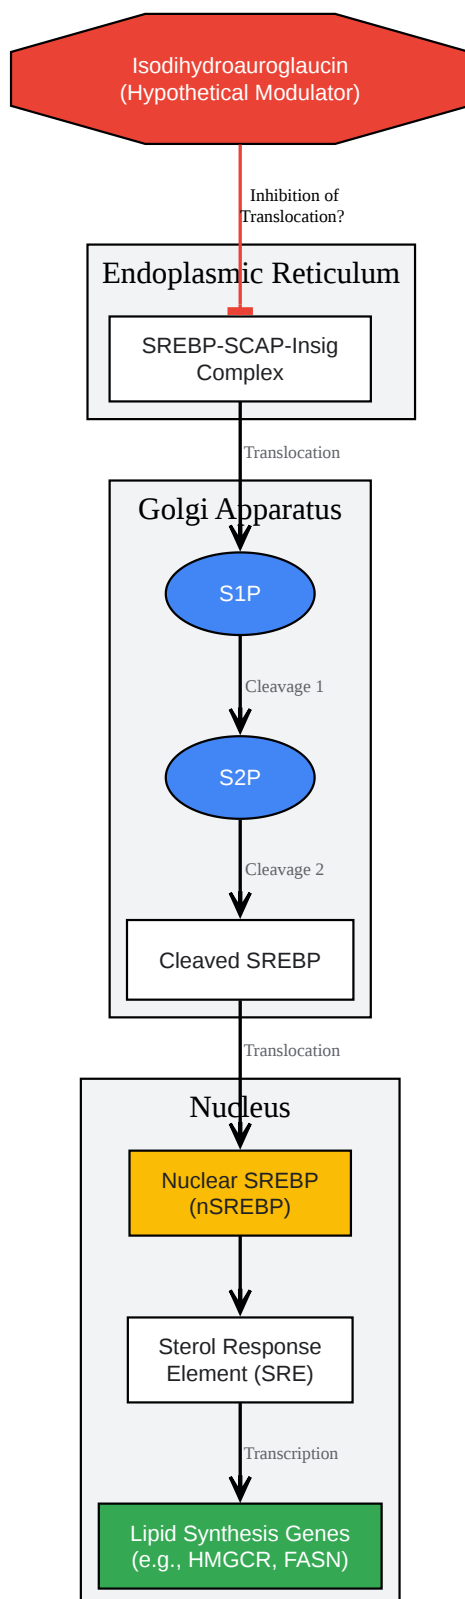 Isodihydroauroglaucin
(Hypothetical Modulator)
Inhibition of
Translocation?
Endoplasmic Reticulum
SREBP-SCAP-Insig
Complex
Translocation
Golgi Apparatus
S1P
Cleavage 1
S2P
Cleavage 2
Cleaved SREBP
Translocation
Nucleus
Nuclear SREBP
(nSREBP)
Sterol Response
Element (SRE)
Transcription
Lipid Synthesis Genes
(e.g., HMGCR, FASN)